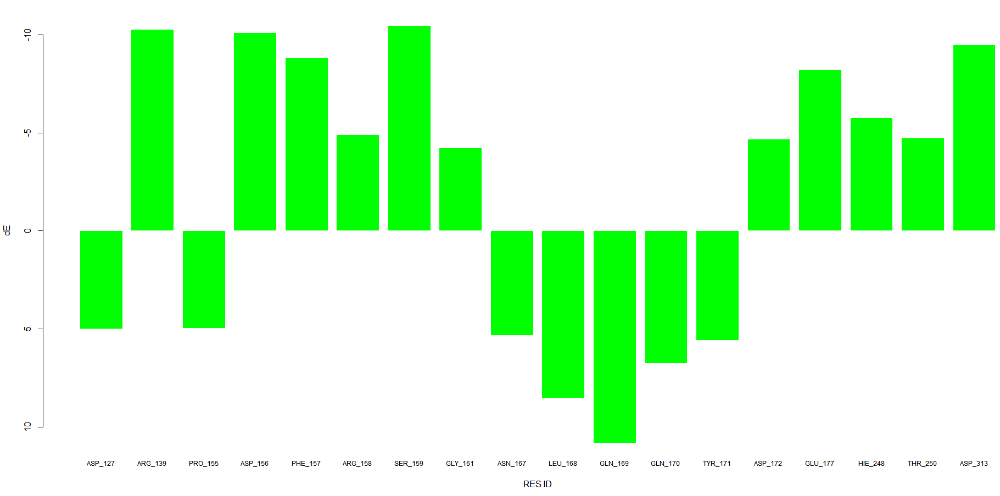 -10
-5
0
5
10
dE
ASP_127 ARG_139 PRO_155 ASP_156 PHE_157 ARG_158 SER_159 GLY_161 ASN_167 LEU_168 GLN_169 GLN_170 TYR_171 ASP_172 GLU_177 HIE_248 THR_250 ASP_313
RES ID